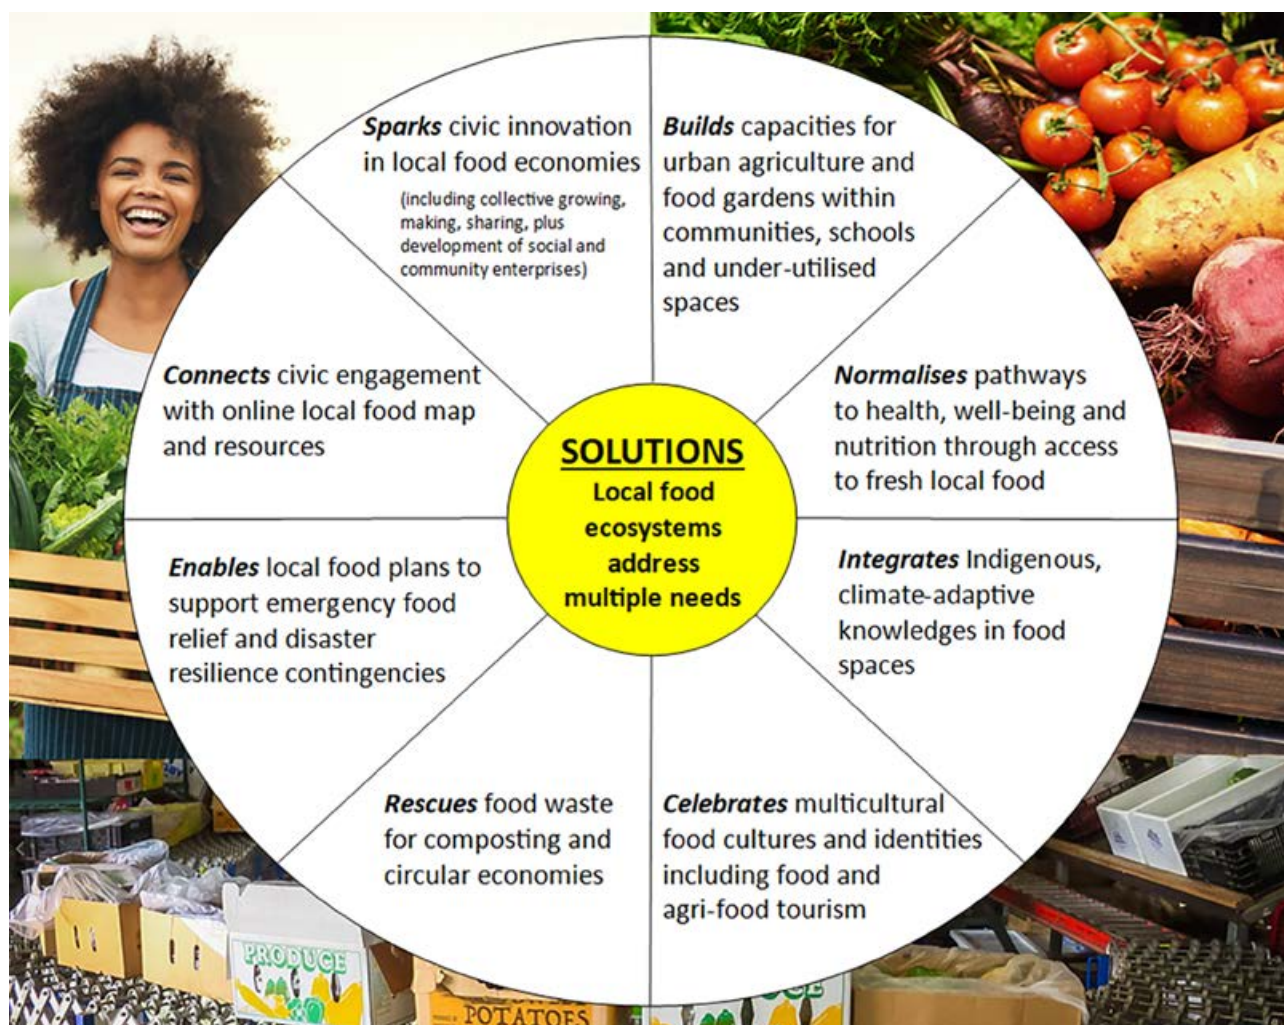 Sparks civic innovation
in local food economies
(including collective growing,
making, sharing, plus
development of social and
community enterprises)
Builds capacities for
urban agriculture and
food gardens within
communities, schools
and under-utilised
spaces
Connects civic engagement
with online local food map
and resources
Normalises pathways
to health, well-being and
nutrition through access
to fresh local food
SOLUTIONS
Local food
ecosystems
address
multiple needs
Enables local food plans to
support emergency food
relief and disaster
resilience contingencies
Integrates Indigenous,
climate-adaptive
knowledges in food
spaces
Rescues food waste
for composting and
circular economies
Celebrates multicultural
food cultures and identities
including food and
agri-food tourism
PRODUCE
POTATOES